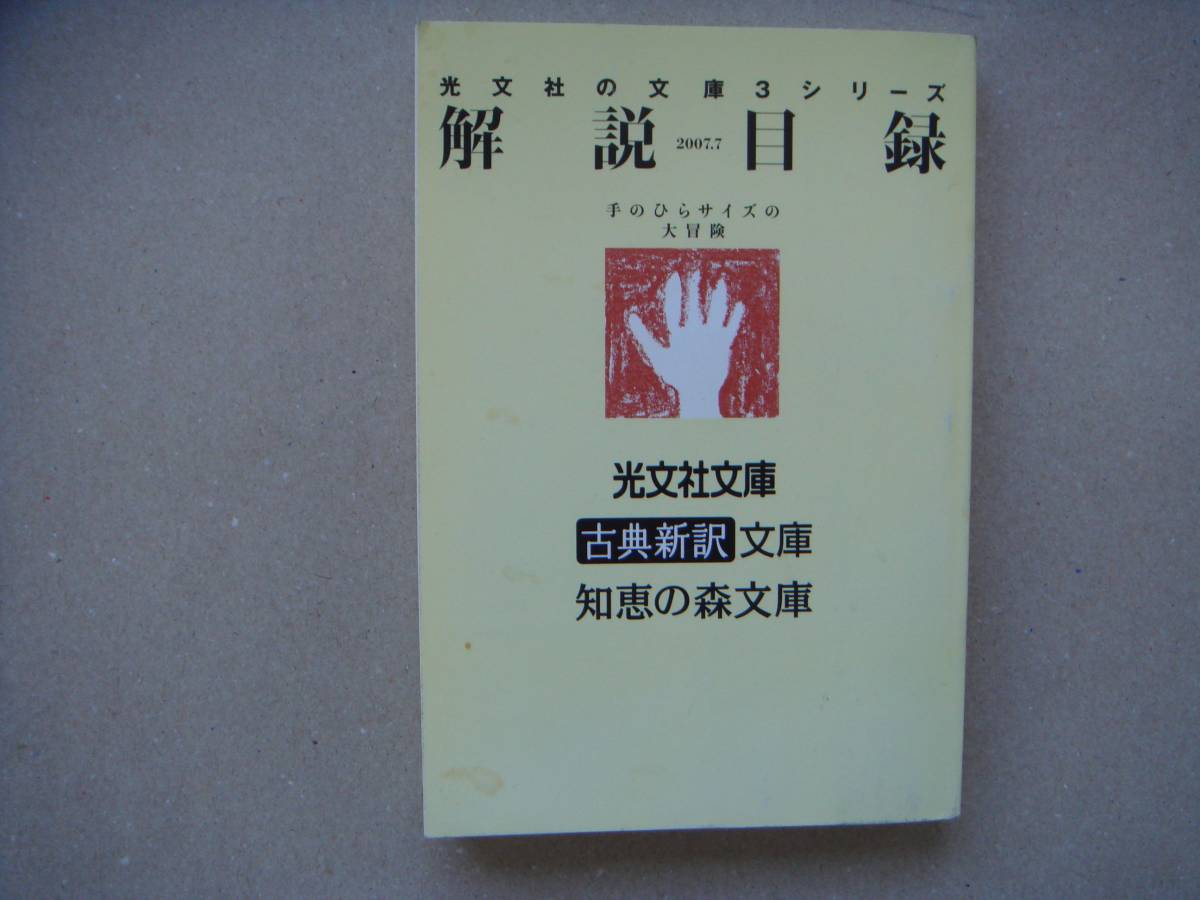 光文社の文庫3シリーズ
解説 2007.7 目録
手のひらサイズの
大冒険
光文社文庫
古典新訳文庫
知恵の森文庫